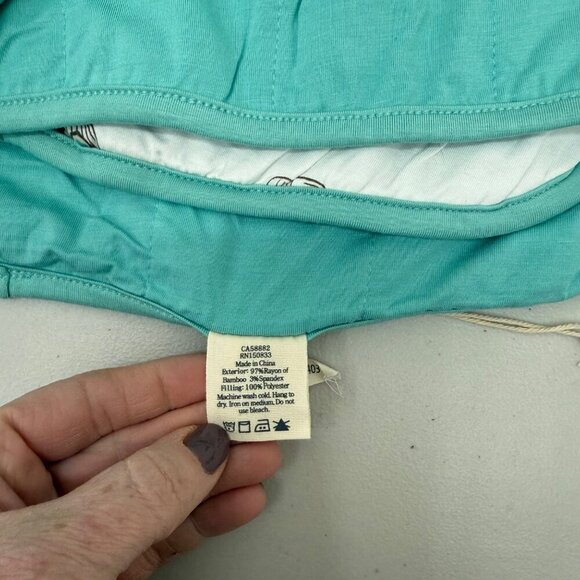 CA58882
RN150933
Made in China
Exterior: 97%Rayon of
Bamboo 3%Spandex
Filling: 100% Polyester
Machine wash cold. Hang to
dry. Iron on medium. Do not
use bleach.
403